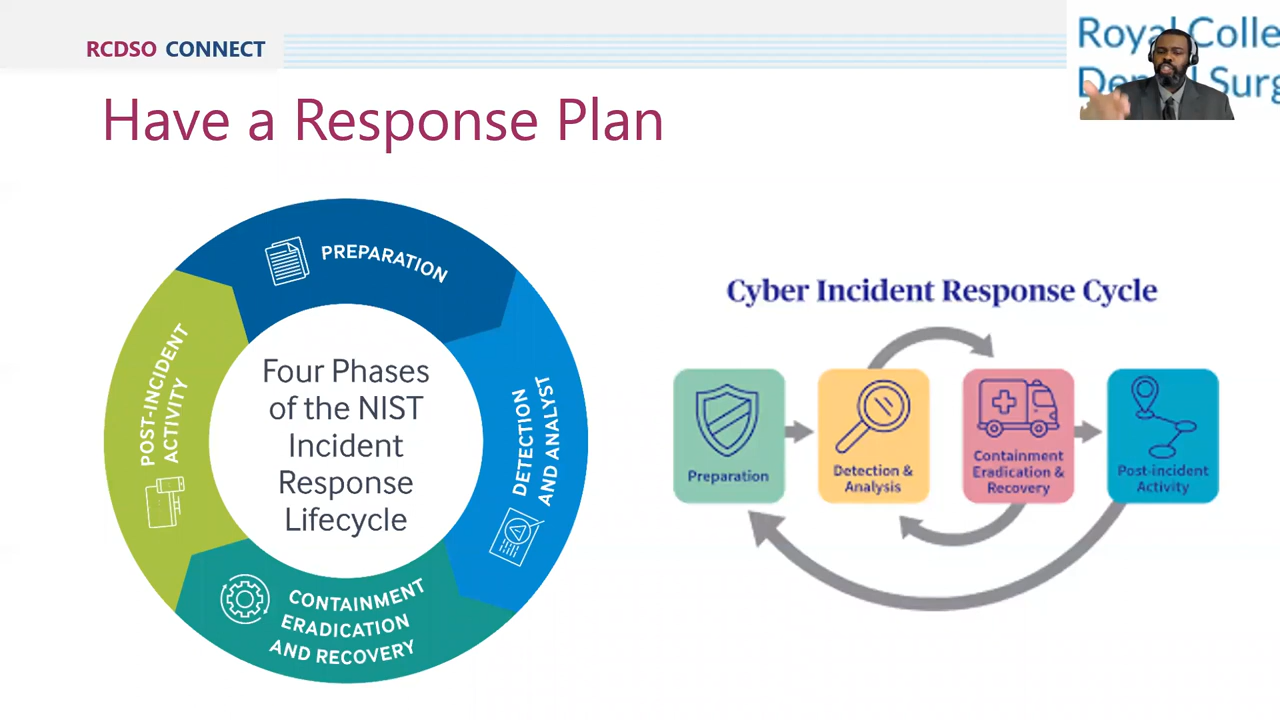 RCDSO CONNECT
Royal Colle
Surg
Have a Response Plan
PREPARATION
DETECTION
AND ANALYST
CONTAINMENT
ERADICATION
AND RECOVERY
POST-INCIDENT
ACTIVITY
Four Phases
of the NIST
Incident
Response
Lifecycle
Cyber Incident Response Cycle
Preparation
Detection &
Analysis
Containment
Eradication &
Recovery
Post-incident
Activity